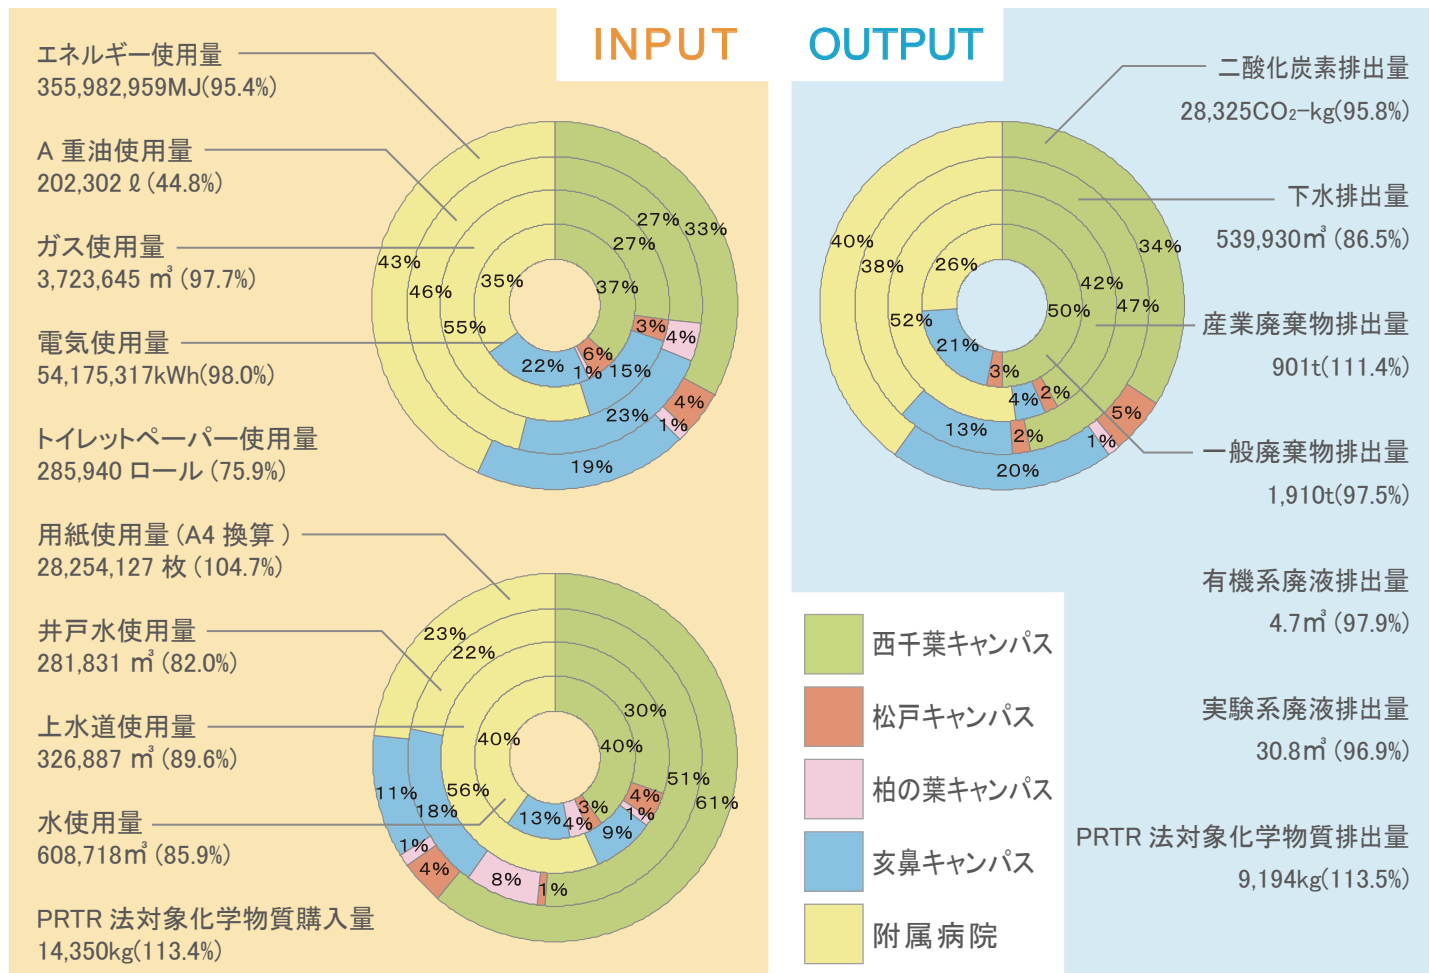 INPUT
エネルギー使用量
355,982,959MJ(95.4%)
A 重油使用量
202,302 ℓ (44.8%)
ガス使用量
3,723,645 ㎥ (97.7%)
電気使用量
54,175,317kWh(98.0%)
トイレットペーパー使用量
285,940 ロール (75.9%)
用紙使用量 (A4 換算 )
28,254,127 枚 (104.7%)
井戸水使用量
281,831 ㎥ (82.0%)
上水道使用量
326,887 ㎥ (89.6%)
水使用量
608,718㎥ (85.9%)
PRTR 法対象化学物質購入量
14,350kg(113.4%)
33%
4%
1%
19%
43%
27%
4%
23%
46%
27%
3%
15%
55%
37%
6%
1%
22%
35%
61%
4%
1%
11%
23%
51%
1%
8%
18%
22%
30%
4%
1%
9%
56%
40%
3%
4%
13%
40%
OUTPUT
二酸化炭素排出量
28,325CO₂-kg(95.8%)
下水排出量
539,930㎥ (86.5%)
産業廃棄物排出量
901t(111.4%)
一般廃棄物排出量
1,910t(97.5%)
有機系廃液排出量
4.7㎥ (97.9%)
実験系廃液排出量
30.8㎥ (96.9%)
PRTR 法対象化学物質排出量
9,194kg(113.5%)
34%
5%
1%
20%
40%
47%
2%
13%
38%
42%
2%
4%
52%
50%
3%
21%
26%
西千葉キャンパス
松戸キャンパス
柏の葉キャンパス
亥鼻キャンパス
附属病院